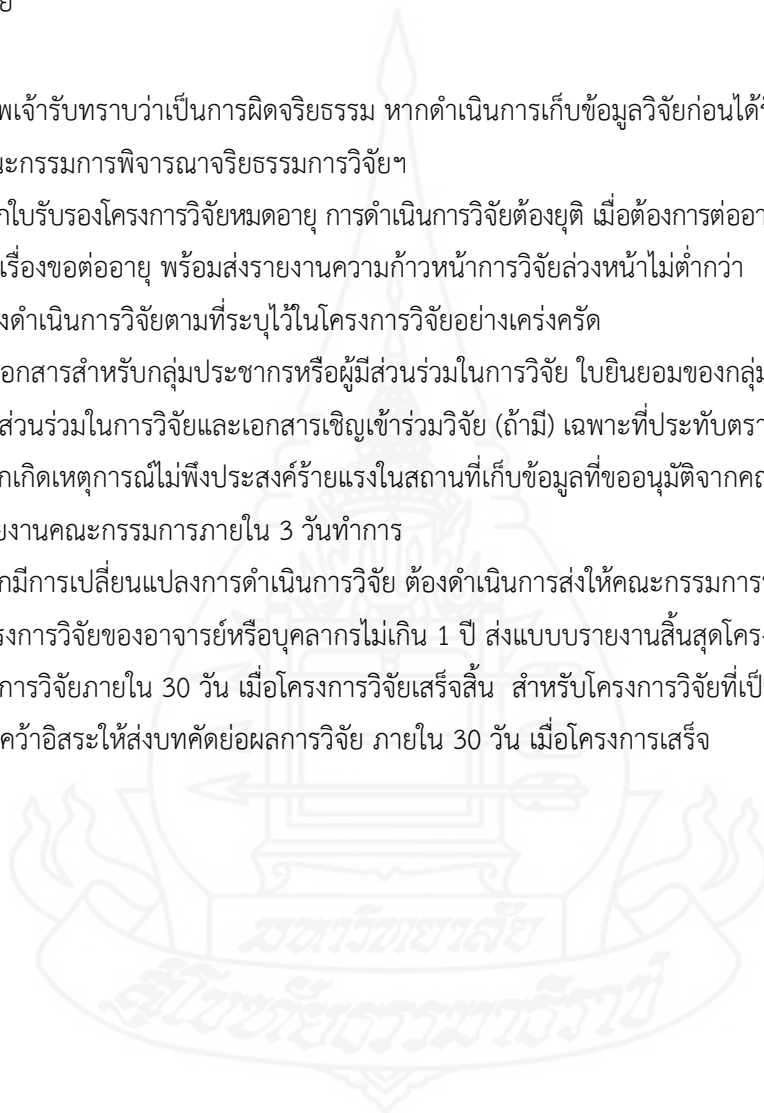 พเจ้ารับทราบว่าเป็นการผิดจริยธรรม หากดำเนินการเก็บข้อมูลวิจัยก่อนได้
ณะกรรมการพิจารณาจริยธรรมการวิจัยฯ
กใบรับรองโครงการวิจัยหมดอายุ การดำเนินการวิจัยต้องยุติ เมื่อต้องการต่ออา
เรื่องขอต่ออายุ พร้อมส่งรายงานความก้าวหน้าการวิจัยล่วงหน้าไม่ต่ำกว่า
งดำเนินการวิจัยตามที่ระบุไว้ในโครงการวิจัยอย่างเคร่งครัด
อกสารสำหรับกลุ่มประชากรหรือผู้มีส่วนร่วมในการวิจัย ใบยินยอมของกลุ่ม
ส่วนร่วมในการวิจัยและเอกสารเชิญเข้าร่วมวิจัย (ถ้ามี) เฉพาะที่ประทับตรา
กเกิดเหตุการณ์ไม่พึงประสงค์ร้ายแรงในสถานที่เก็บข้อมูลที่ขออนุมัติจากคณ
ยงานคณะกรรมการภายใน 3 วันทำการ
กมีการเปลี่ยนแปลงการดำเนินการวิจัย ต้องดำเนินการส่งให้คณะกรรมการ
รงการวิจัยของอาจารย์หรือบุคลากรไม่เกิน 1 ปี ส่งแบบบรายงานสิ้นสุดโคร
การวิจัยภายใน 30 วัน เมื่อโครงการวิจัยเสร็จสิ้น สำหรับโครงการวิจัยที่เป็
คว้าอิสระให้ส่งบทคัดย่อผลการวิจัย ภายใน 30 วัน เมื่อโครงการเสร็จ
มหาวิทยาลัย
สุโขทัยธรรมาธิราช